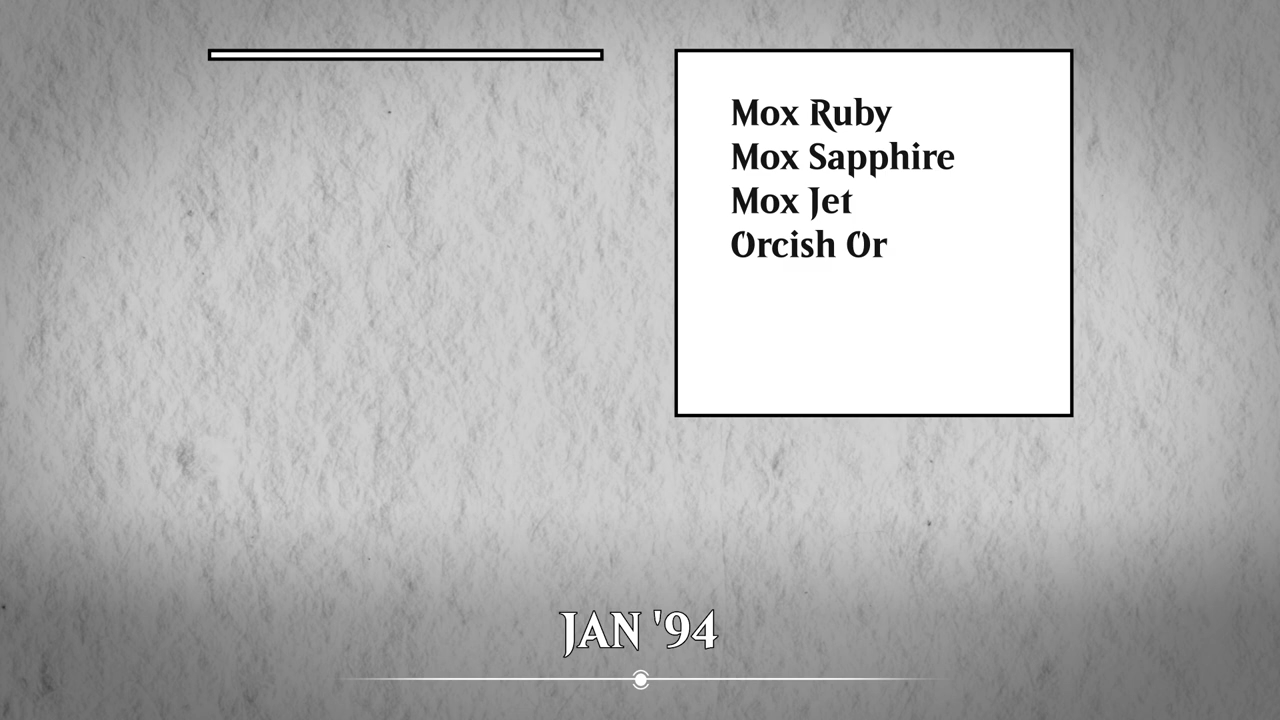 Mox Ruby
Mox Sapphire
Mox Jet
Orcish Or
JAN '94